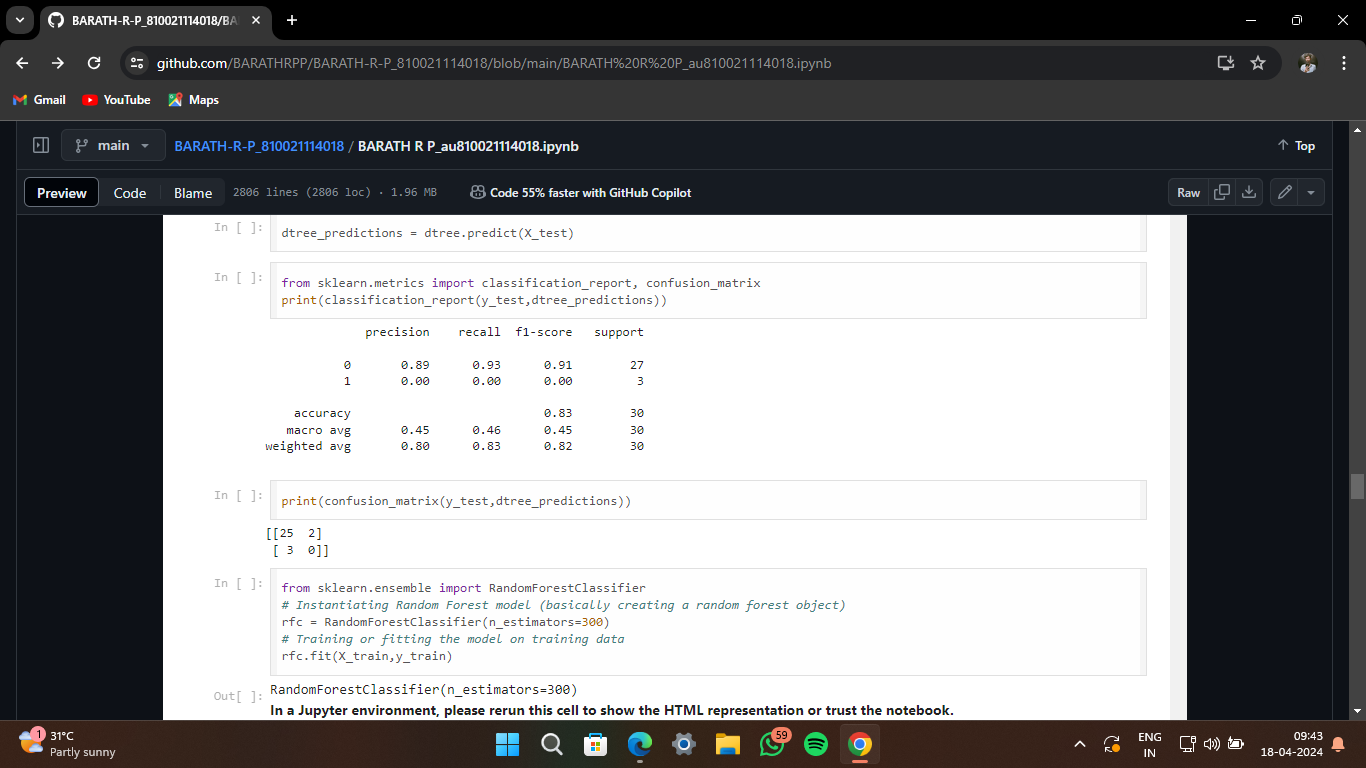 BARATH-R-P_810021114018/BA
github.com/BARATHRPP/BARATH-R-P_810021114018/blob/main/BARATH%20R%20P_au810021114018.ipynb
Gmail YouTube Maps
main BARATH-R-P_810021114018 / BARATH R P_au810021114018.ipynb Top
Preview Code Blame 2806 lines (2806 loc) · 1.96 MB Code 55% faster with GitHub Copilot Raw
In [ ]: dtree_predictions = dtree.predict(X_test)
In [ ]: from sklearn.metrics import classification_report, confusion_matrix
print(classification_report(y_test,dtree_predictions))
precision recall f1-score support
0 0.89 0.93 0.91 27
1 0.00 0.00 0.00 3
accuracy 0.83 30
macro avg 0.45 0.46 0.45 30
weighted avg 0.80 0.83 0.82 30
In [ ]: print(confusion_matrix(y_test,dtree_predictions))
[[25 2]
[ 3 0]]
In [ ]: from sklearn.ensemble import RandomForestClassifier
# Instantiating Random Forest model (basically creating a random forest object)
rfc = RandomForestClassifier(n_estimators=300)
# Training or fitting the model on training data
rfc.fit(X_train,y_train)
Out[ ]: RandomForestClassifier(n_estimators=300)
In a Jupyter environment, please rerun this cell to show the HTML representation or trust the notebook.
1 31°C
Partly sunny
59
ENG
IN
09:43
18-04-2024